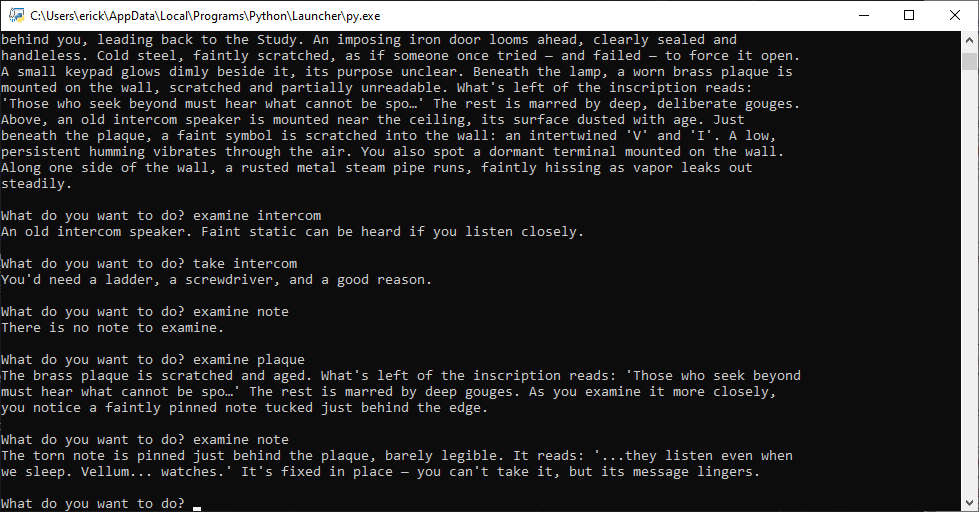 C:\Users\erick\AppData\Local\Programs\Python\Launcher\py.exe
behind you, leading back to the Study. An imposing iron door looms ahead, clearly sealed and
handleless. Cold steel, faintly scratched, as if someone once tried — and failed — to force it open.
A small keypad glows dimly beside it, its purpose unclear. Beneath the lamp, a worn brass plaque is
mounted on the wall, scratched and partially unreadable. What's left of the inscription reads:
'Those who seek beyond must hear what cannot be spo…' The rest is marred by deep, deliberate gouges.
Above, an old intercom speaker is mounted near the ceiling, its surface dusted with age. Just
beneath the plaque, a faint symbol is scratched into the wall: an intertwined 'V' and 'I'. A low,
persistent humming vibrates through the air. You also spot a dormant terminal mounted on the wall.
Along one side of the wall, a rusted metal steam pipe runs, faintly hissing as vapor leaks out
steadily.
What do you want to do? examine intercom
An old intercom speaker. Faint static can be heard if you listen closely.
What do you want to do? take intercom
You'd need a ladder, a screwdriver, and a good reason.
What do you want to do? examine note
There is no note to examine.
What do you want to do? examine plaque
The brass plaque is scratched and aged. What's left of the inscription reads: 'Those who seek beyond
must hear what cannot be spo…' The rest is marred by deep gouges. As you examine it more closely,
you notice a faintly pinned note tucked just behind the edge.
What do you want to do? examine note
The torn note is pinned just behind the plaque, barely legible. It reads: '...they listen even when
we sleep. Vellum... watches.' It's fixed in place — you can't take it, but its message lingers.
What do you want to do?